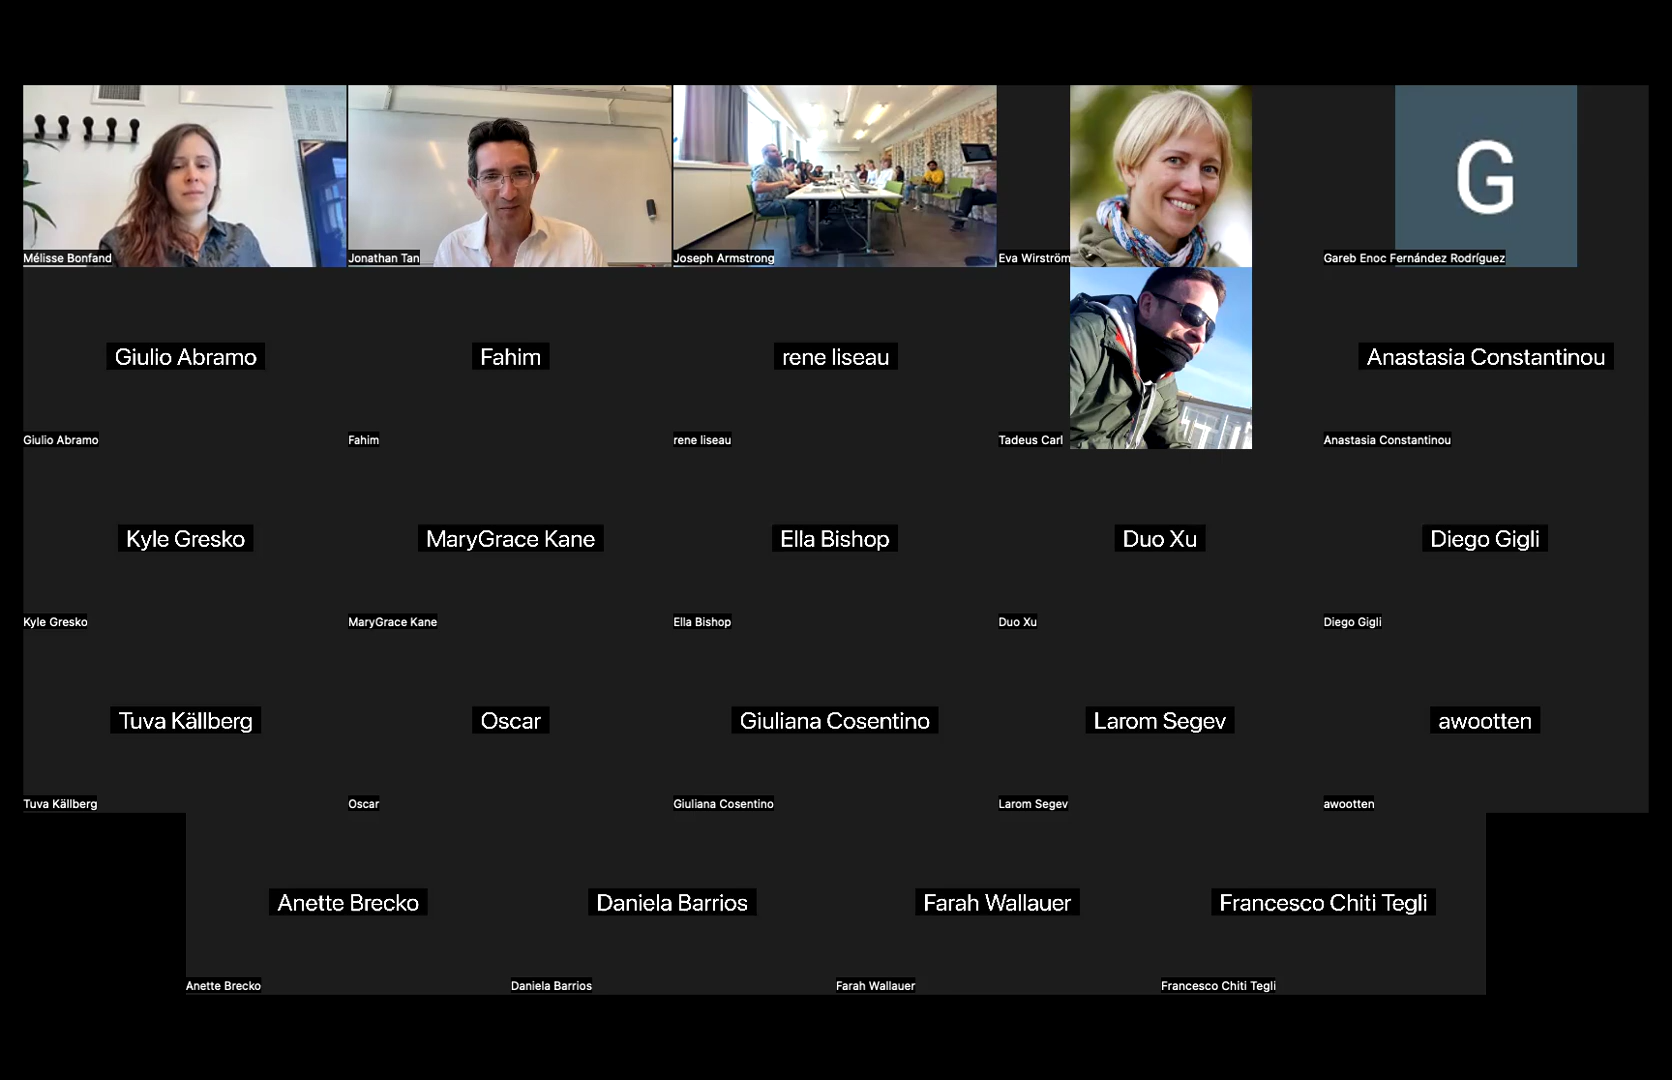 Mélisse Bonfand
Jonathan Tan
Joseph Armstrong
Eva Wirström
G
Gareb Enoc Fernández Rodríguez
Giulio Abramo
Giulio Abramo
Fahim
Fahim
rene liseau
rene liseau
Tadeus Carl
Anastasia Constantinou
Anastasia Constantinou
Kyle Gresko
Kyle Gresko
MaryGrace Kane
MaryGrace Kane
Ella Bishop
Ella Bishop
Duo Xu
Duo Xu
Diego Gigli
Diego Gigli
Tuva Källberg
Tuva Källberg
Oscar
Oscar
Giuliana Cosentino
Giuliana Cosentino
Larom Segev
Larom Segev
awootten
awootten
Anette Brecko
Anette Brecko
Daniela Barrios
Daniela Barrios
Farah Wallauer
Farah Wallauer
Francesco Chiti Tegli
Francesco Chiti Tegli